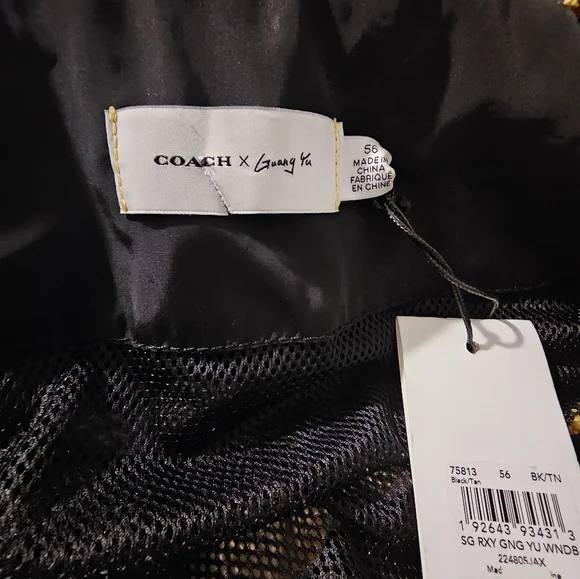 COACH X Guang Yu
56
MADE IN
CHINA
FABRIQUÉ
EN CHINE
75813 56 BK/TN
Black/Tan
1 92643 93431 3
SG RXY GNG YU WNDB
224805JAX